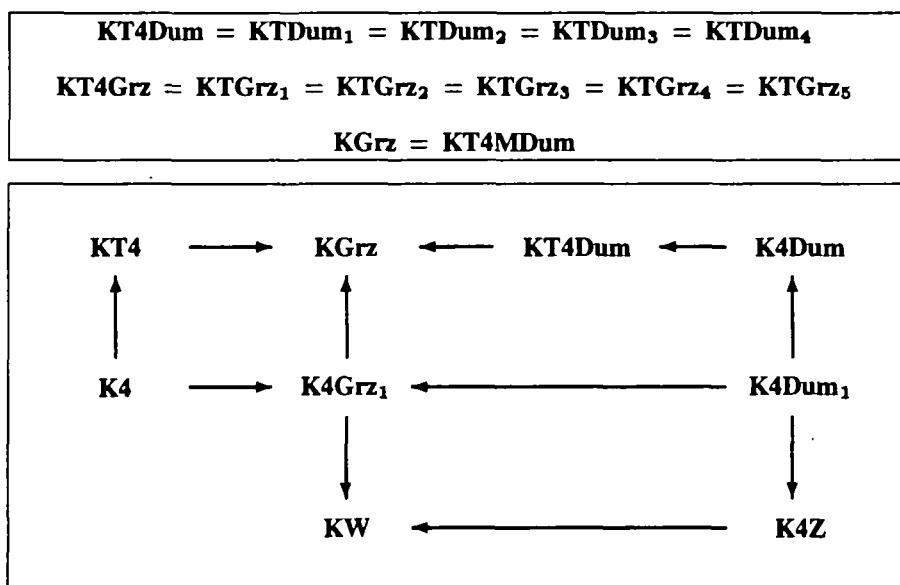 KT4Dum = KTDum₁ = KTDum₂ = KTDum₃ = KTDum₄
KT4Grz = KTGrz₁ = KTGrz₂ = KTGrz₃ = KTGrz₄ = KTGrz₅
KGrz = KT4MDum
KT4 KGrz KT4Dum K4Dum
K4 K4Grz₁ K4Dum₁
KW K4Z